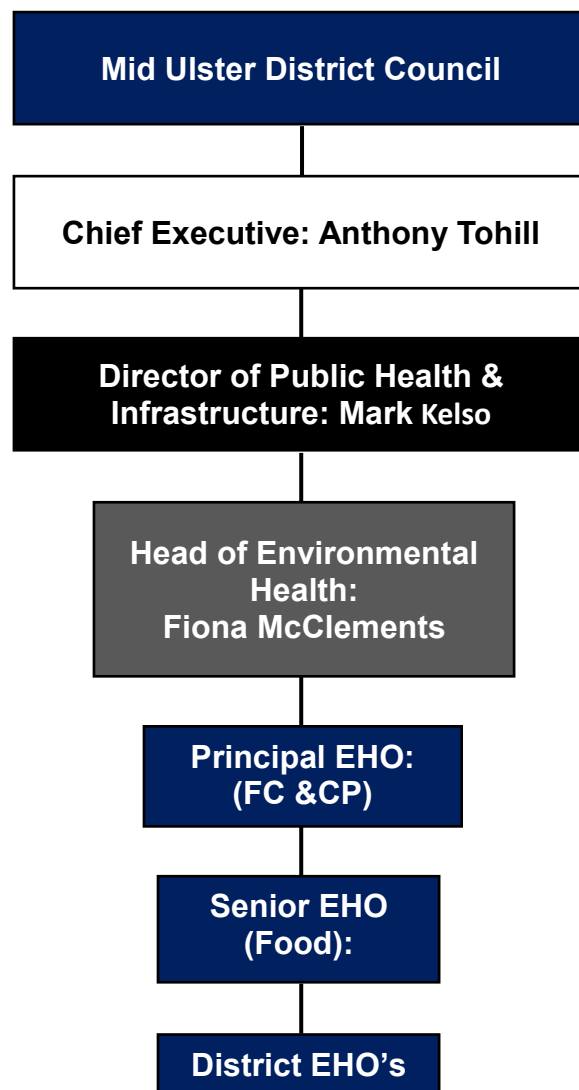 Mid Ulster District Council
Chief Executive: Anthony Tohill
Director of Public Health &
Infrastructure: Mark Kelso
Head of Environmental
Health:
Fiona McClements
Principal EHO:
(FC &CP)
Senior EHO
(Food):
District EHO’s